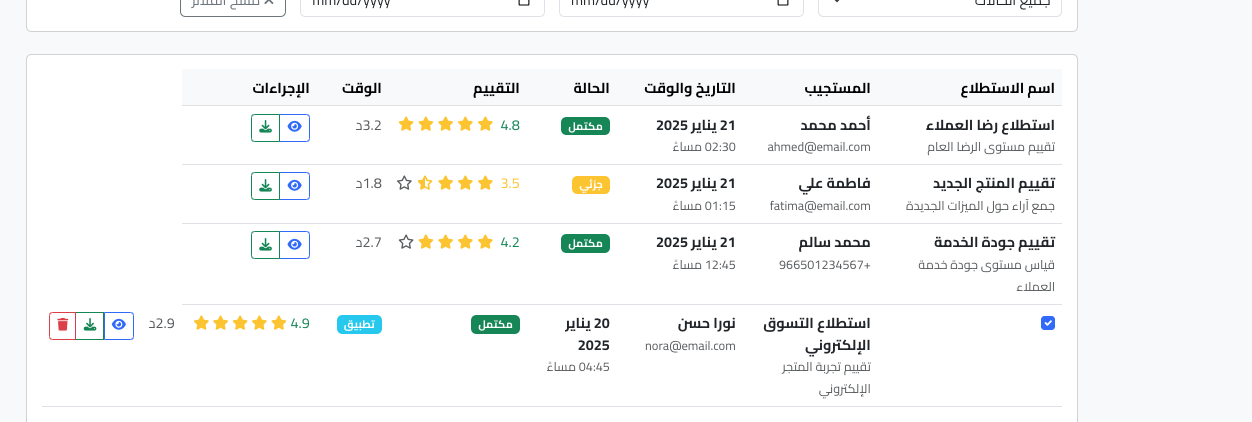 جميع الحالات mm/dd/yyyy mm/dd/yyyy مسح الفلاتر
اسم الاستطلاع المستجيب التاريخ والوقت الحالة التقييم الوقت الإجراءات
استطلاع رضا العملاء أحمد محمد 21 يناير 2025 مكتمل 4.8 3.2د
تقييم مستوى الرضا العام ahmed@email.com 02:30 مساءً
تقييم المنتج الجديد فاطمة علي 21 يناير 2025 جزئي 3.5 1.8د
جمع آراء حول الميزات الجديدة fatima@email.com 01:15 مساءً
تقييم جودة الخدمة محمد سالم 21 يناير 2025 مكتمل 4.2 2.7د
قياس مستوى جودة خدمة +966501234567 12:45 مساءً
العملاء
استطلاع التسوق نورا حسن 20 يناير مكتمل تطبيق 4.9 2.9د
الإلكتروني nora@email.com 2025
تقييم تجربة المتجر 04:45 مساءً
الإلكتروني